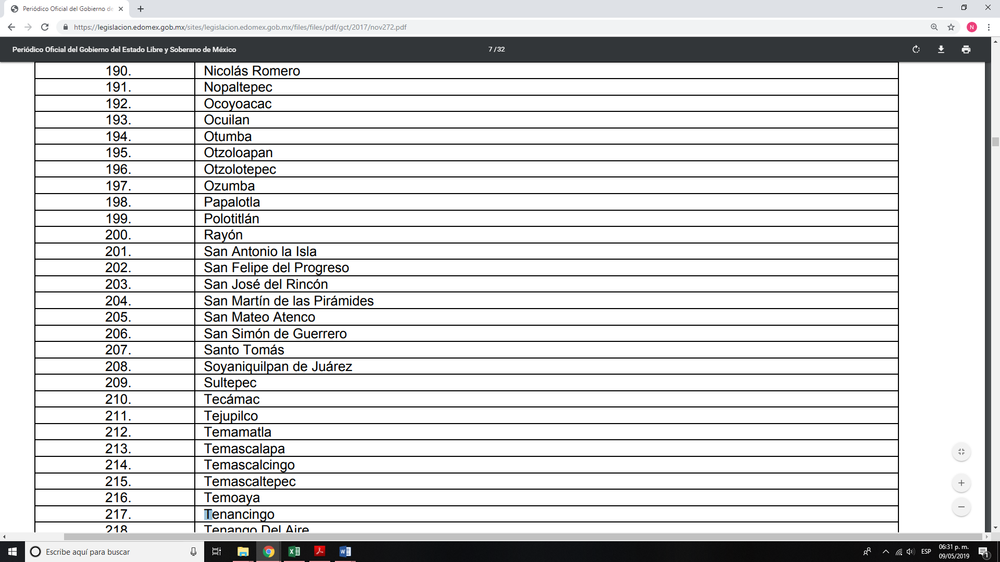 Periódico Oficial del Gobierno de
https://legislacion.edomex.gob.mx/sites/legislacion.edomex.gob.mx/files/files/pdf/gct/2017/nov272.pdf
N
Periódico Oficial del Gobierno del Estado Libre y Soberano de México
7 / 32
190. Nicolás Romero
191. Nopaltepec
192. Ocoyoacac
193. Ocuilan
194. Otumba
195. Otzoloapan
196. Otzolotepec
197. Ozumba
198. Papalotla
199. Polotitlán
200. Rayón
201. San Antonio la Isla
202. San Felipe del Progreso
203. San José del Rincón
204. San Martín de las Pirámides
205. San Mateo Atenco
206. San Simón de Guerrero
207. Santo Tomás
208. Soyaniquilpan de Juárez
209. Sultepec
210. Tecámac
211. Tejupilco
212. Temamatla
213. Temascalapa
214. Temascalcingo
215. Temascaltepec
216. Temoaya
217. Tenancingo
218. Tenango Del Aire
Escribe aquí para buscar
ESP
06:31 p. m.
09/05/2019
1